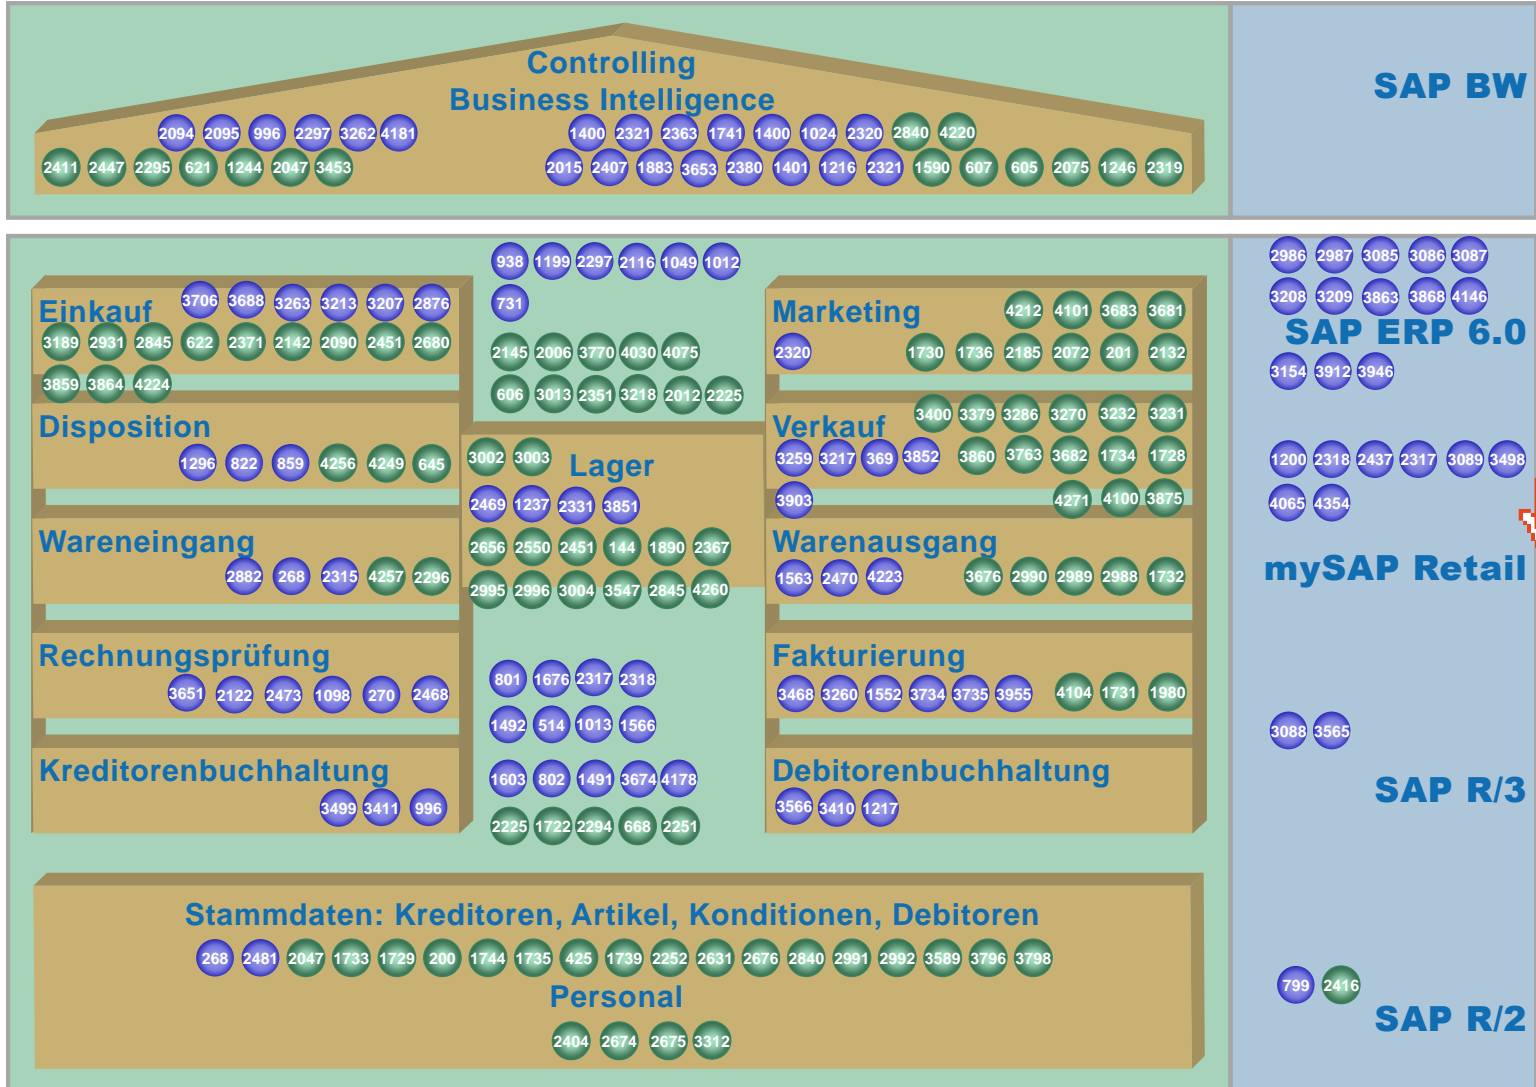 Controlling
Business Intelligence
SAP BW
2094 2095 996 2297 3262 4181
1400 2321 2363 1741 1400 1024 2320 2840 4220
2411 2447 2295 621 1244 2047 3453
2015 2407 1883 3653 2380 1401 1216 2321 1590 607 605 2075 1246 2319
Einkauf
3706 3688 3263 3213 3207 2876
3189 2931 2845 622 2371 2142 2090 2451 2680
3859 3864 4224
Disposition
1296 822 859 4256 4249 645
Wareneingang
2882 268 2315 4257 2296
Rechnungsprüfung
3651 2122 2473 1098 270 2468
Kreditorenbuchhaltung
3499 3411 996
938 1199 2297 2116 1049 1012
731
2145 2006 3770 4030 4075
606 3013 2351 3218 2012 2225
3002 3003
Lager
2469 1237 2331 3851
2656 2550 2451 144 1890 2367
2995 2996 3004 3547 2845 4260
801 1676 2317 2318
1492 514 1013 1566
1603 802 1491 3674 4178
2225 1722 2294 668 2251
Marketing
4212 4101 3683 3681
2320 1730 1736 2185 2072 201 2132
Verkauf
3400 3379 3286 3270 3232 3231
3259 3217 369 3852 3860 3763 3682 1734 1728
3903 4271 4100 3875
Warenausgang
1563 2470 4223 3676 2990 2989 2988 1732
Fakturierung
3468 3260 1552 3734 3735 3955 4104 1731 1980
Debitorenbuchhaltung
3566 3410 1217
Stammdaten: Kreditoren, Artikel, Konditionen, Debitoren
268 2481 2047 1733 1729 200 1744 1735 425 1739 2252 2631 2676 2840 2991 2992 3589 3796 3798
Personal
2404 2674 2675 3312
2986 2987 3085 3086 3087
3208 3209 3863 3868 4146
SAP ERP 6.0
3154 3912 3946
1200 2318 2437 2317 3089 3498
4065 4354
mySAP Retail
3088 3565
SAP R/3
799 2416
SAP R/2